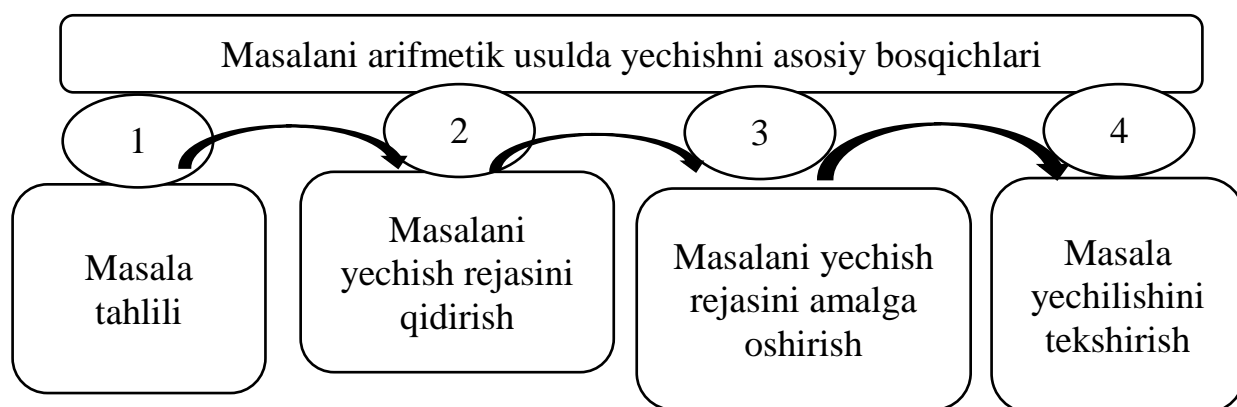 Masalani arifmetik usulda yechishni asosiy bosqichlari
1
2
3
4
Masala
tahlili
Masalani
yechish rejasini
qidirish
Masalani yechish
rejasini amalga
oshirish
Masala
yechilishini
tekshirish